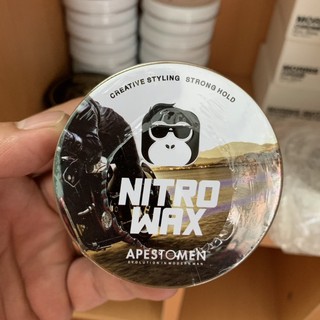 CREATIVE STYLING STRONG HOLD
NITRO
WAX
APESTOMEN